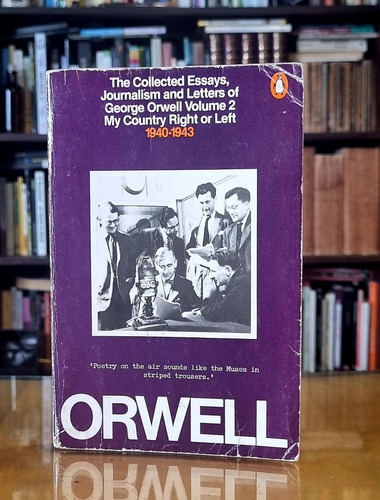 The Collected Essays,
Journalism and Letters of
George Orwell Volume 2
My Country Right or Left
1940-1943
'Poetry on the air sounds like the Muses in
striped trousers.'
ORWELL